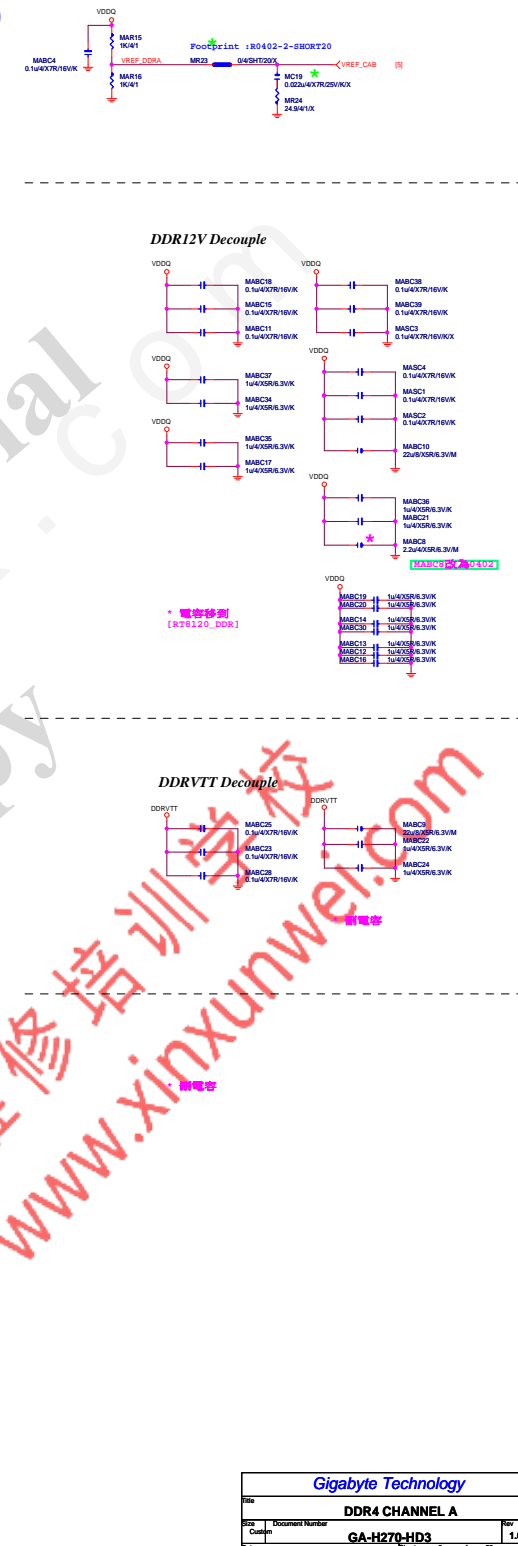 VDDQ
MAR15
1K/4/1
MABC4
0.1u/4/X7R/16V/K
VREF_DDRA
MAR16
1K/4/1
Footprint :R0402-2-SHORT20
MR23
0/4/SHT/20/X
VREF_CAB
[5]
MC19
0.022u/4/X7R/25V/K/X
MR24
24.9/4/1/X
DDR12V Decouple
VDDQ
MABC18
0.1u/4/X7R/16V/K
MABC15
0.1u/4/X7R/16V/K
MABC11
0.1u/4/X7R/16V/K
VDDQ
MABC38
0.1u/4/X7R/16V/K
MABC39
0.1u/4/X7R/16V/K
MASC3
0.1u/4/X7R/16V/K/X
VDDQ
MABC37
1u/4/X5R/6.3V/K
MABC34
1u/4/X5R/6.3V/K
VDDQ
MABC35
1u/4/X5R/6.3V/K
MABC17
1u/4/X5R/6.3V/K
VDDQ
MASC4
0.1u/4/X7R/16V/K
MASC1
0.1u/4/X7R/16V/K
MASC2
0.1u/4/X7R/16V/K
MABC10
22u/8/X5R/6.3V/M
VDDQ
MABC36
1u/4/X5R/6.3V/K
MABC21
1u/4/X5R/6.3V/K
MABC8
2.2u/4/X5R/6.3V/M
MABC8改為0402
VDDQ
MABC19 1u/4/X5R/6.3V/K
MABC20 1u/4/X5R/6.3V/K
MABC14 1u/4/X5R/6.3V/K
MABC30 1u/4/X5R/6.3V/K
MABC13 1u/4/X5R/6.3V/K
MABC12 1u/4/X5R/6.3V/K
MABC16 1u/4/X5R/6.3V/K
* 電容移到
[RT8120_DDR]
DDRVTT Decouple
DDRVTT
MABC25
0.1u/4/X7R/16V/K
MABC23
0.1u/4/X7R/16V/K
MABC28
0.1u/4/X7R/16V/K
DDRVTT
MABC9
22u/8/X5R/6.3V/M
MABC22
1u/4/X5R/6.3V/K
MABC24
1u/4/X5R/6.3V/K
* 刪電容
* 刪電容
修培训学校
www.xinxunwei.com
Gigabyte Technology
Title
DDR4 CHANNEL A
Size
Custom
Document Number
GA-H270-HD3
Rev